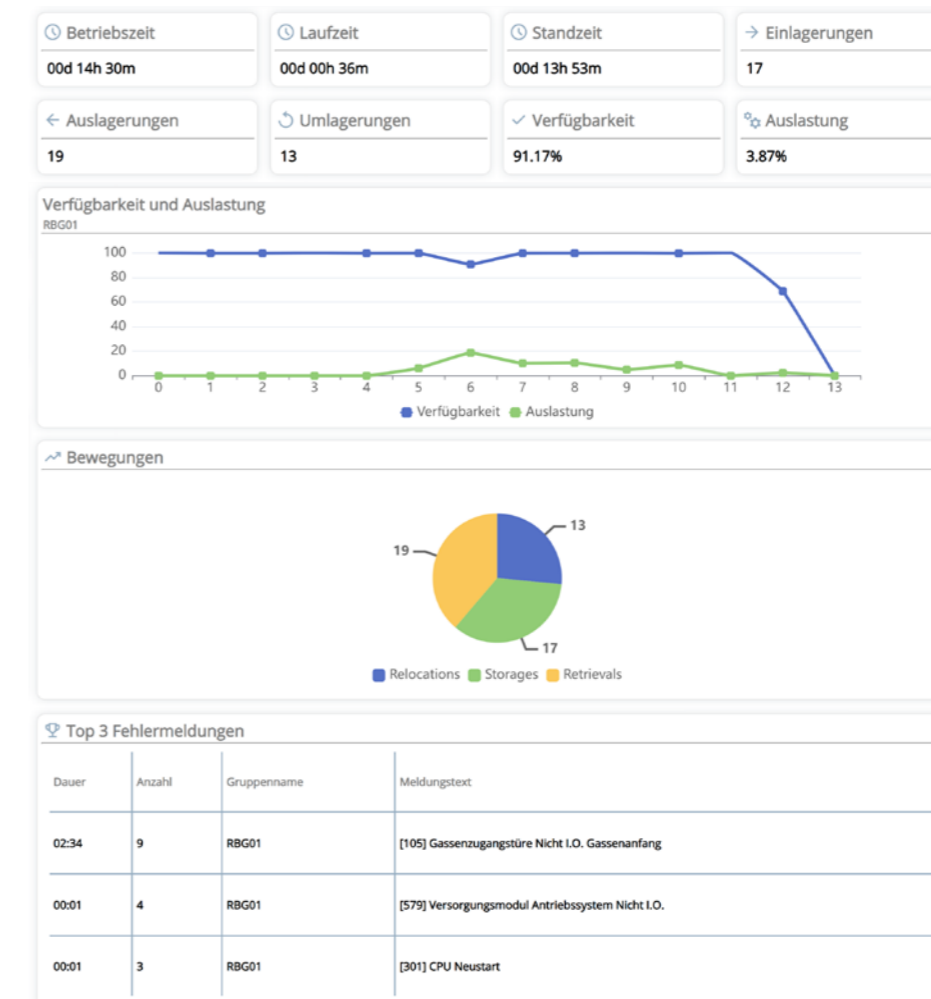 Betriebszeit Laufzeit Standzeit Einlagerungen
00d 14h 30m 00d 00h 36m 00d 13h 53m 17
Auslagerungen Umlagerungen Verfügbarkeit Auslastung
19 13 91.17% 3.87%
Verfügbarkeit und Auslastung
RBG01
100
80
60
40
20
0
0 1 2 3 4 5 6 7 8 9 10 11 12 13
Verfügbarkeit Auslastung
Bewegungen
13
19
17
Relocations Storages Retrievals
Top 3 Fehlermeldungen
Dauer Anzahl Gruppenname Meldungstext
02:34 9 RBG01 [105] Gassenzugangstüre Nicht I.O. Gassenanfang
00:01 4 RBG01 [579] Versorgungsmodul Antriebssystem Nicht I.O.
00:01 3 RBG01 [301] CPU Neustart